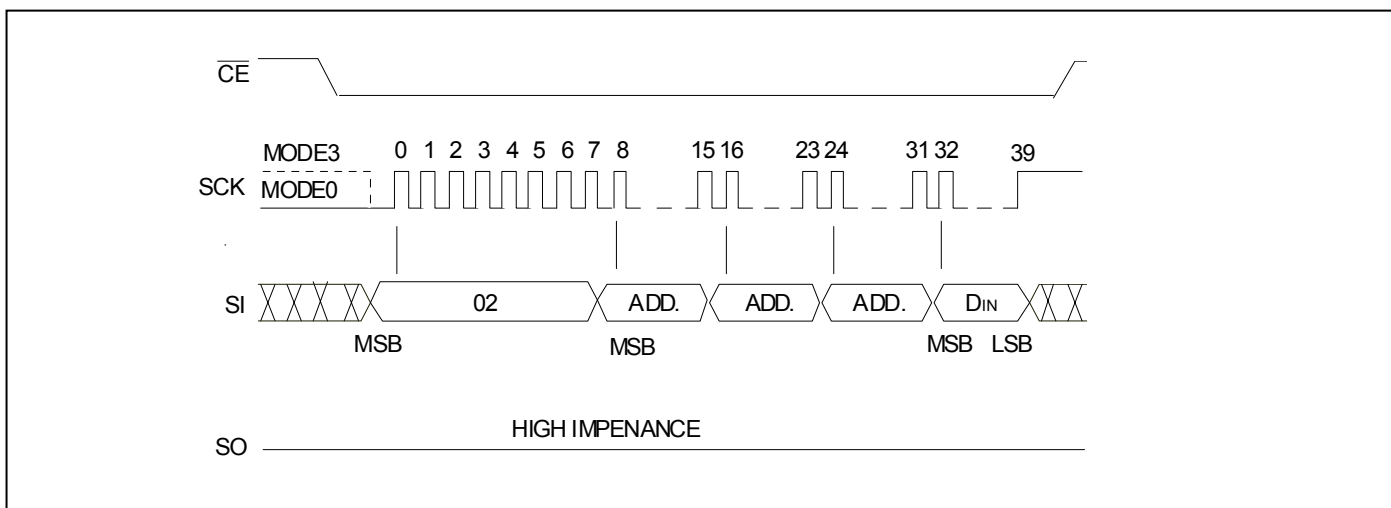 CE
MODE3 0 1 2 3 4 5 6 7 8 15 16 23 24 31 32 39
SCK MODE0
SI 02 ADD. ADD. ADD. DIN
MSB MSB MSB LSB
HIGH IMPENANCE
SO